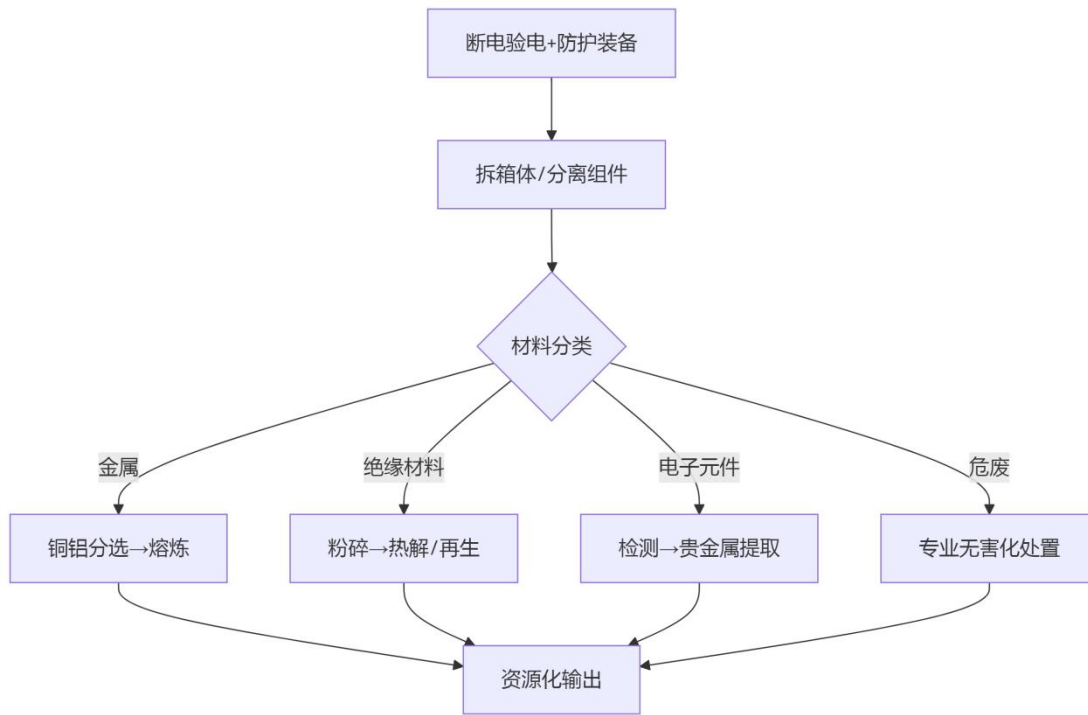 断电验电+防护装备
拆箱体/分离组件
材料分类
金属
绝缘材料
电子元件
危废
铜铝分选→熔炼
粉碎→热解/再生
检测→贵金属提取
专业无害化处置
资源化输出